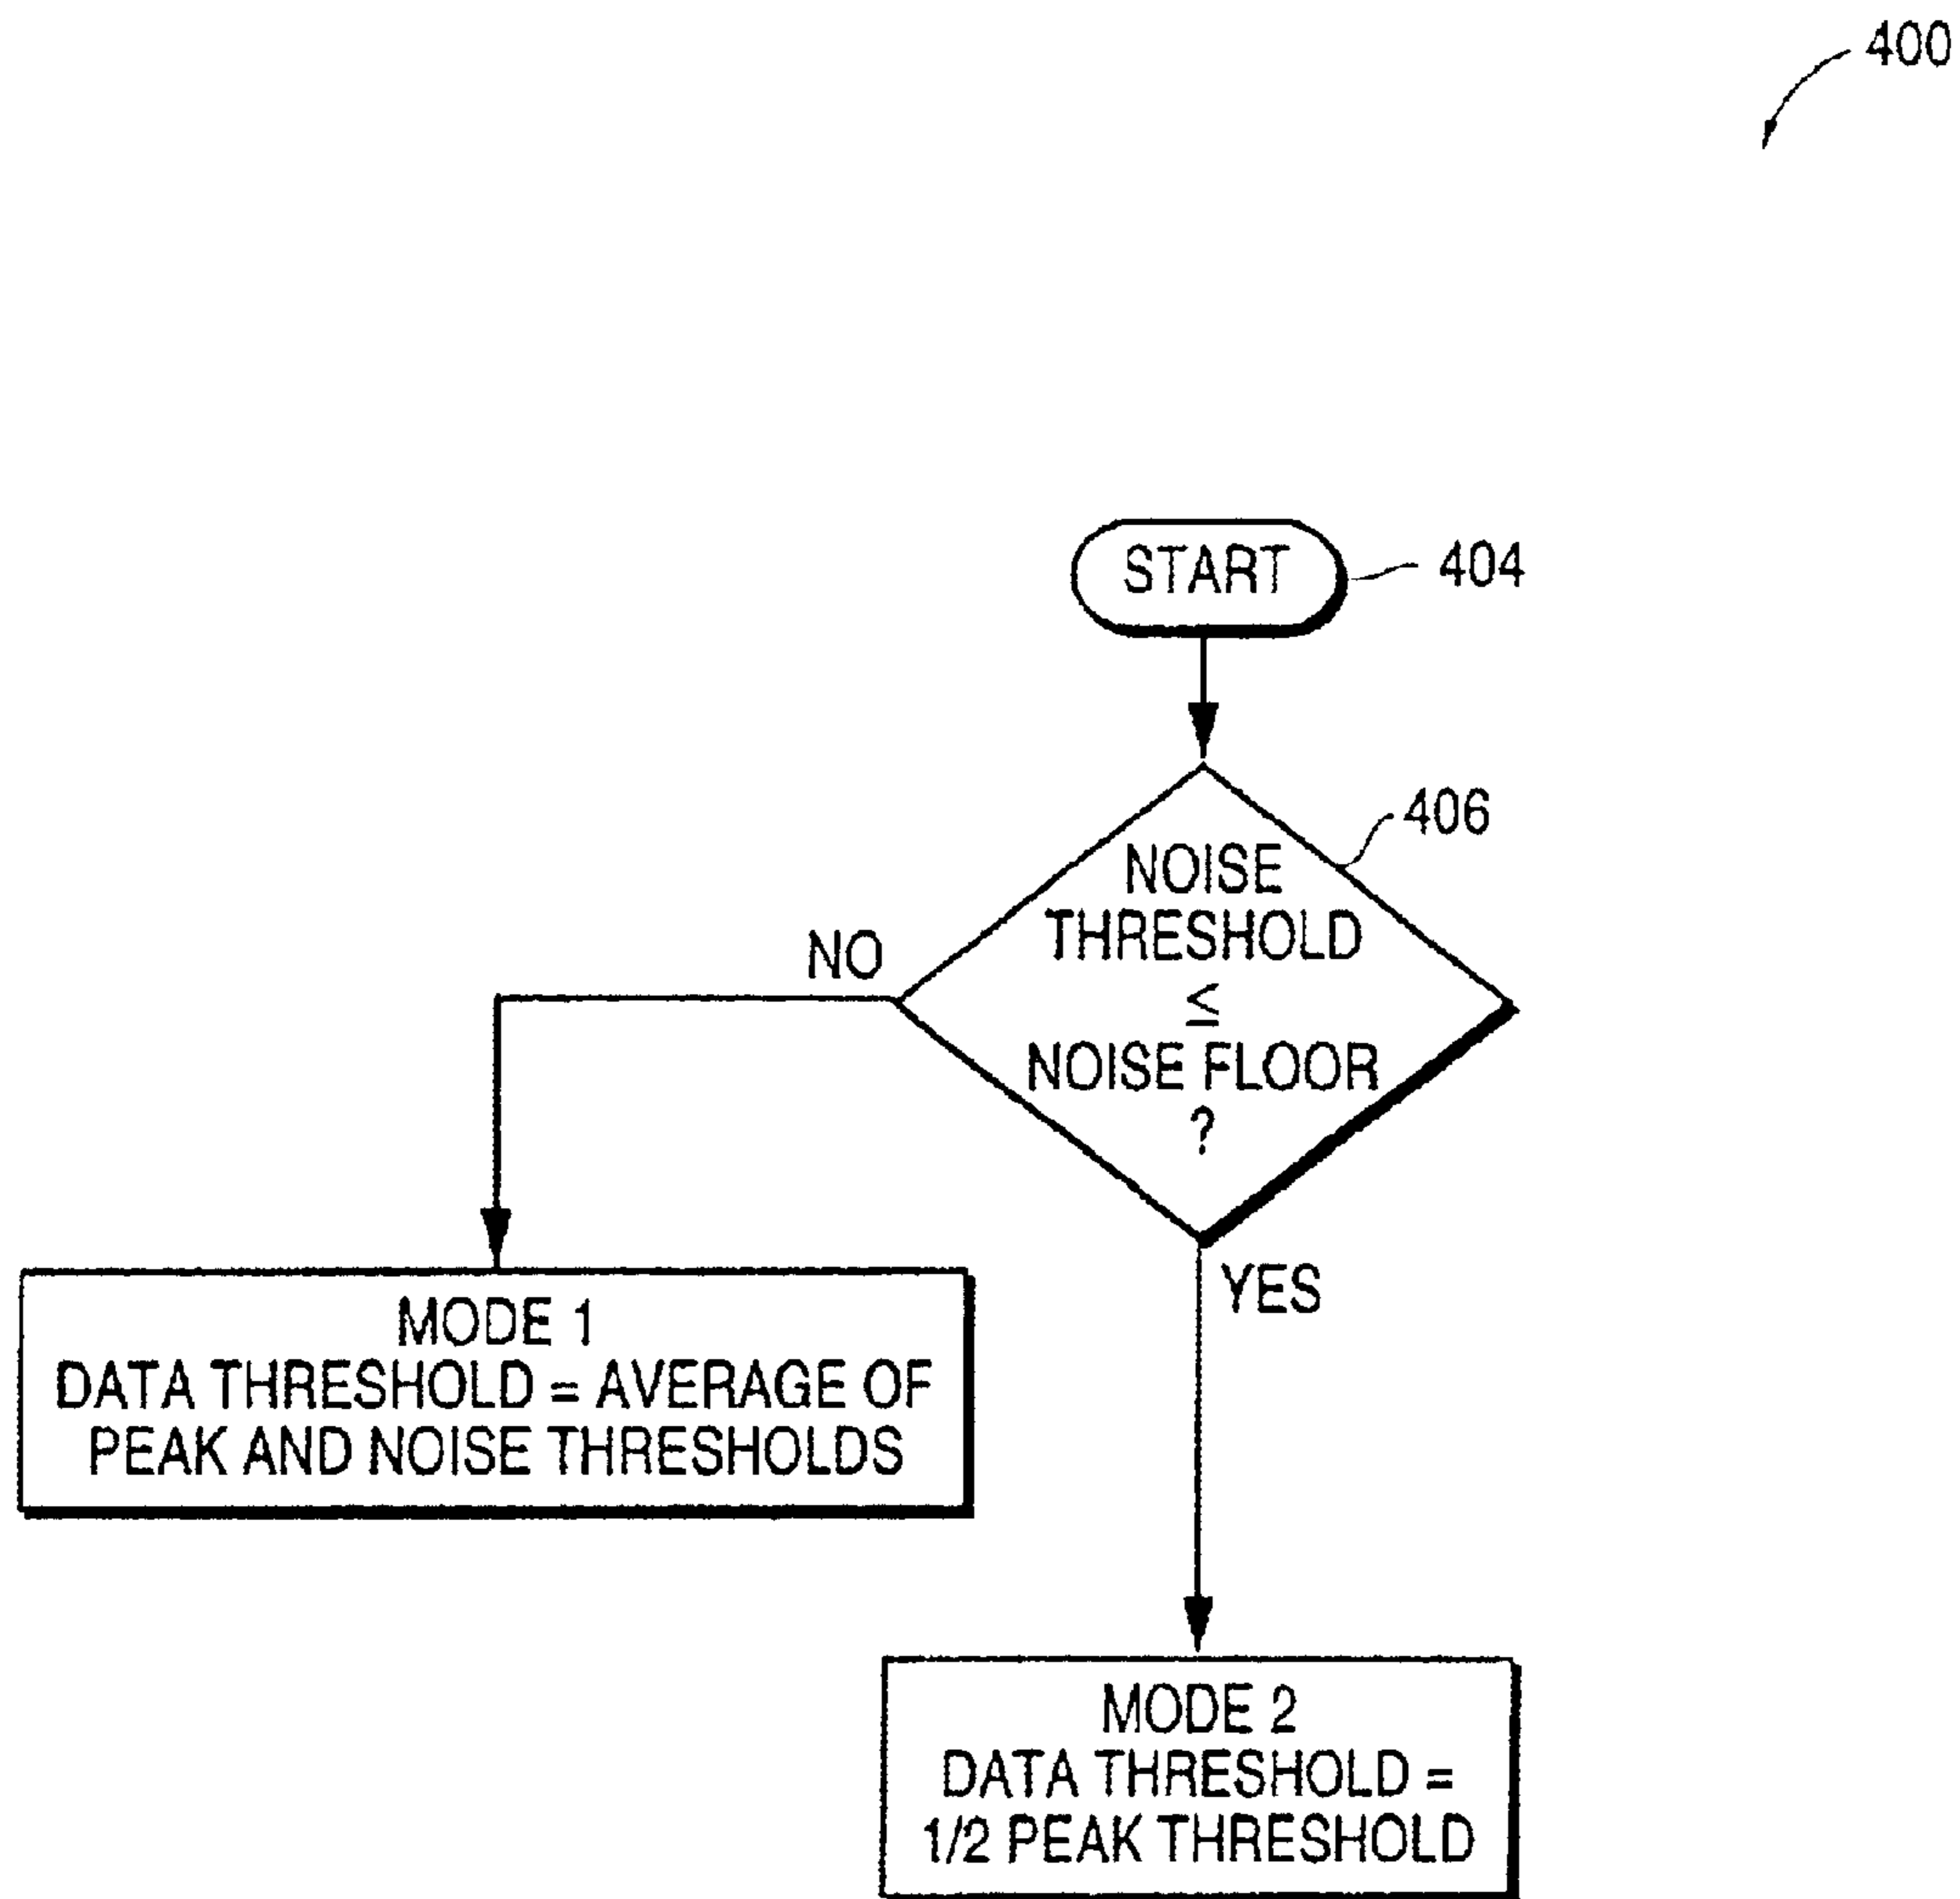 400
START
404
406
NOISE
THRESHOLD
≤
NOISE FLOOR
?
NO
YES
MODE 1
DATA THRESHOLD = AVERAGE OF
PEAK AND NOISE THRESHOLDS
MODE 2
DATA THRESHOLD =
1/2 PEAK THRESHOLD